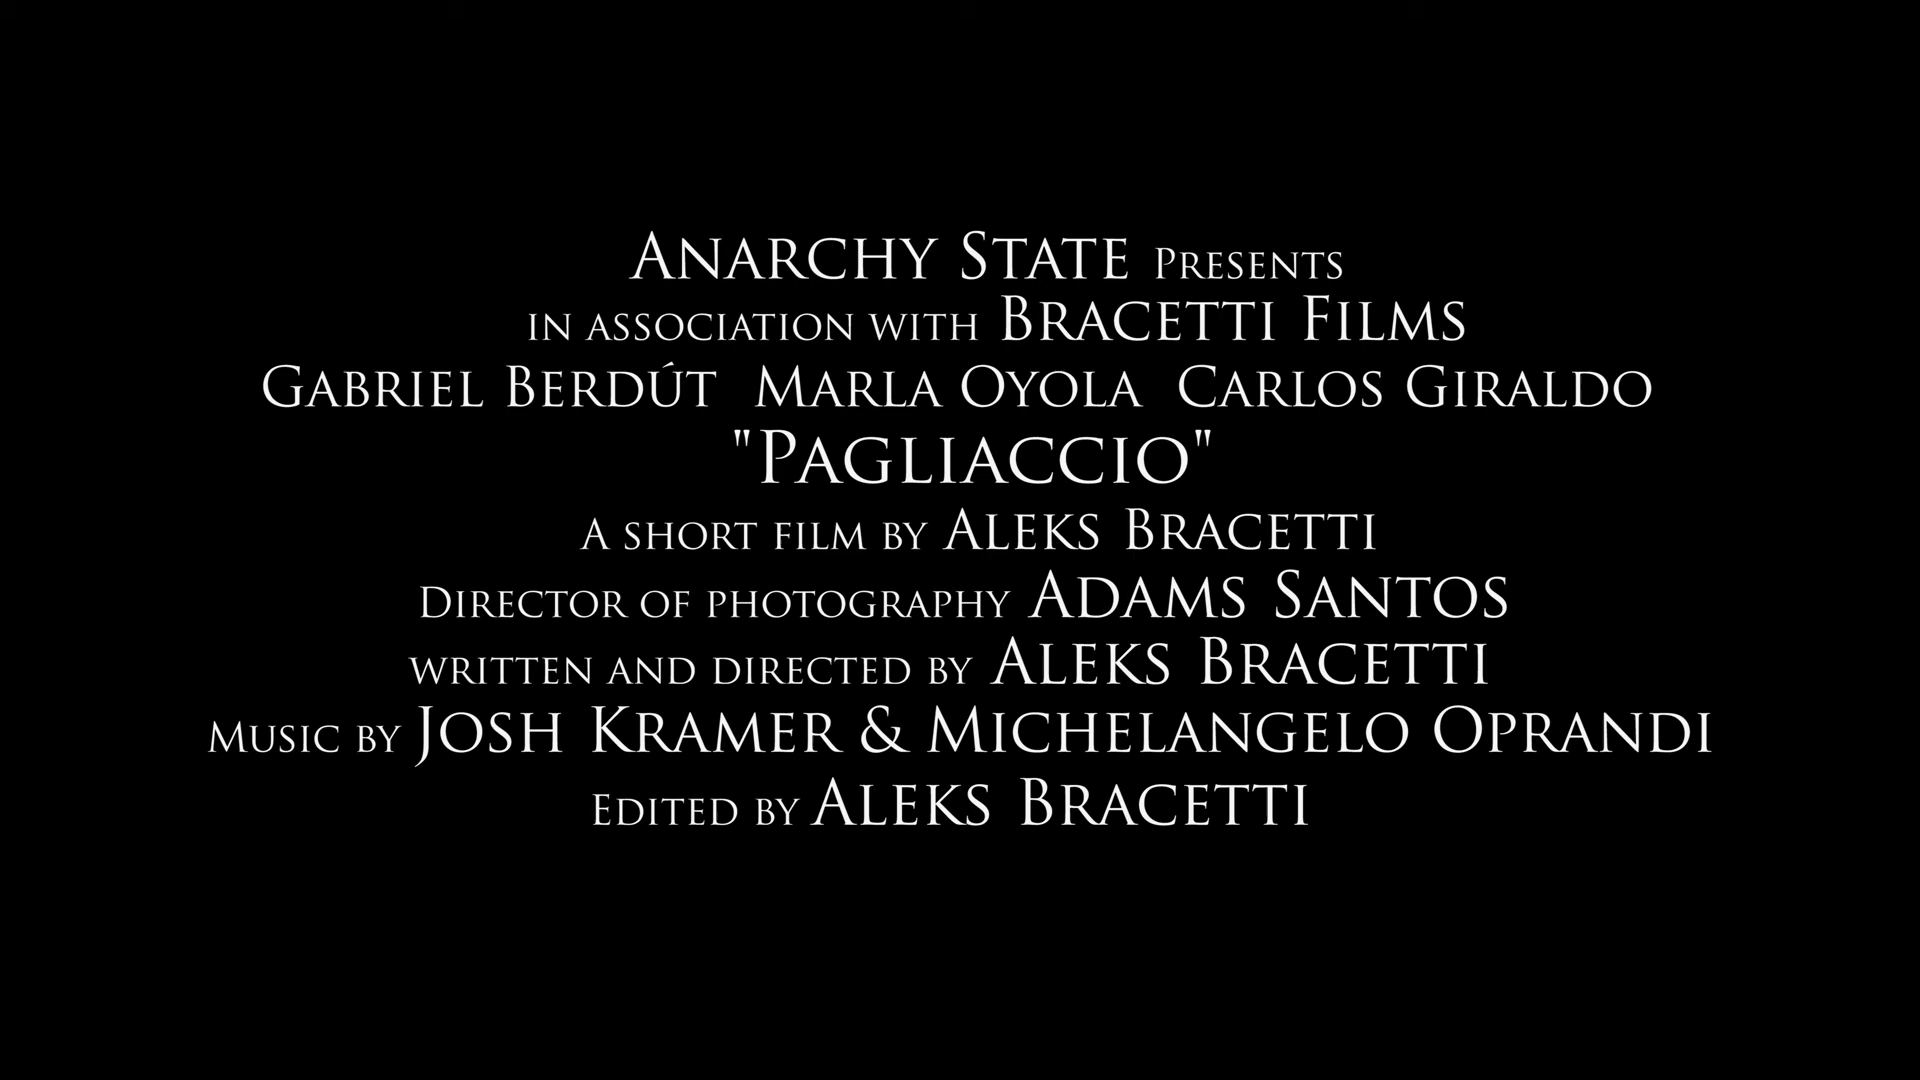 Anarchy State Presents
in association with Bracetti Films
Gabriel Berdút Marla Oyola Carlos Giraldo
"Pagliaccio"
A short film by Aleks Bracetti
Director of photography Adams Santos
written and directed by Aleks Bracetti
Music by Josh Kramer & Michelangelo Oprandi
Edited by Aleks Bracetti